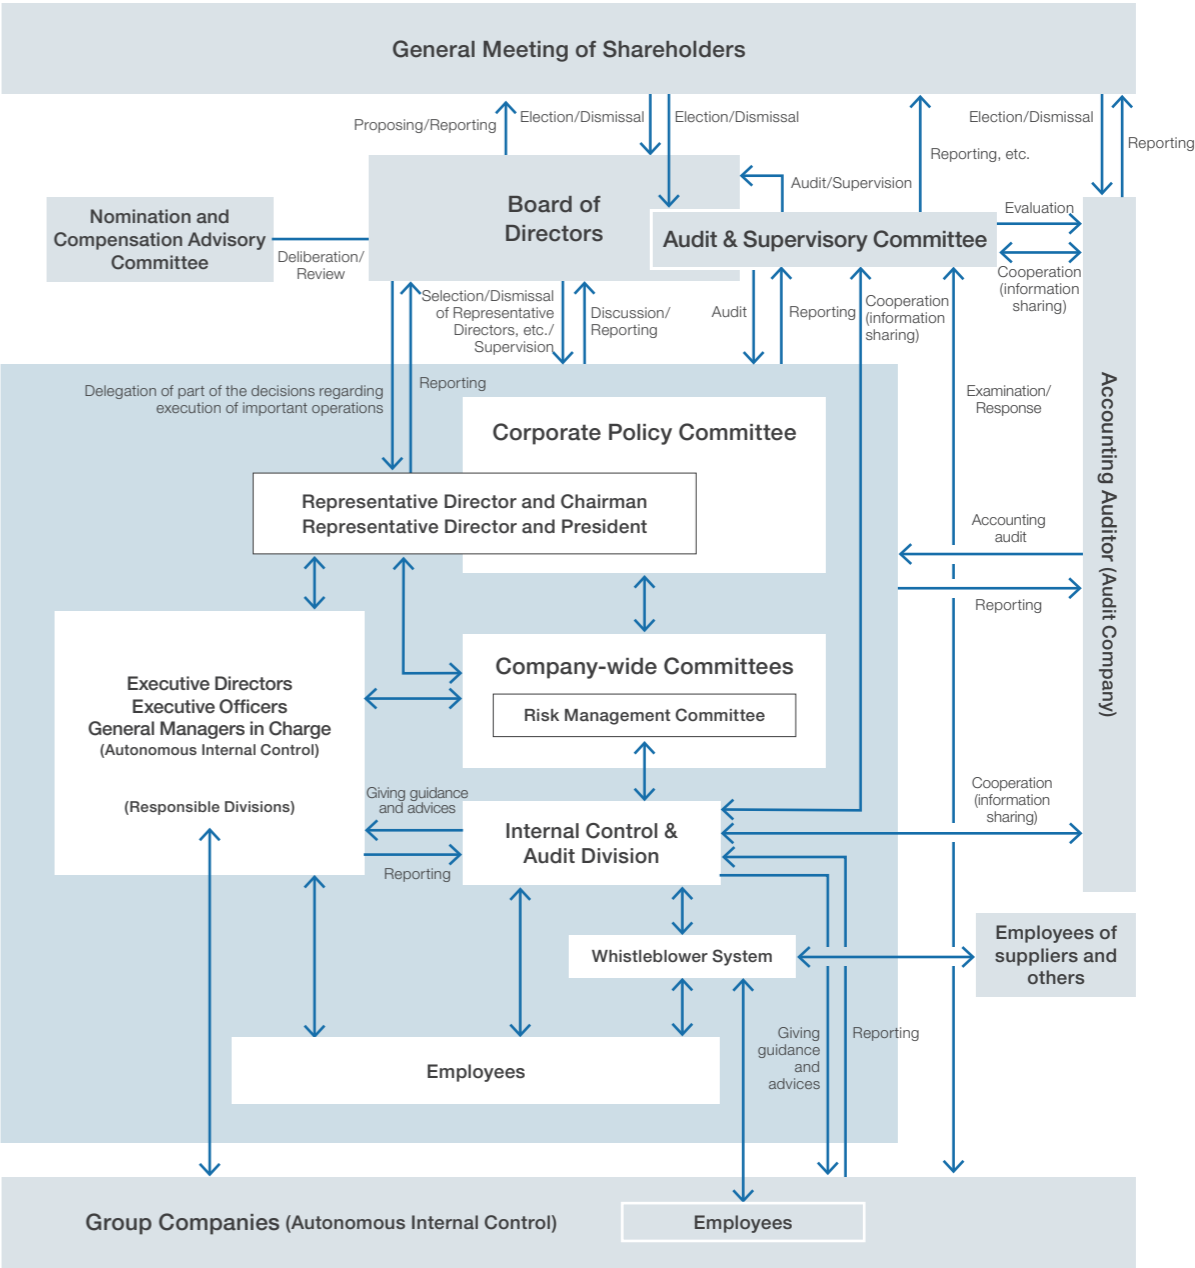 General Meeting of Shareholders
Proposing/Reporting
Election/Dismissal
Election/Dismissal
Reporting, etc.
Election/Dismissal
Reporting
Nomination and
Compensation Advisory
Committee
Deliberation/
Review
Board of
Directors
Audit/Supervision
Audit & Supervisory Committee
Evaluation
Cooperation
(information
sharing)
Selection/Dismissal
of Representative
Directors, etc./
Supervision
Discussion/
Reporting
Audit
Reporting
Cooperation
(information
sharing)
Delegation of part of the decisions regarding
execution of important operations
Reporting
Examination/
Response
Accounting Auditor (Audit Company)
Corporate Policy Committee
Representative Director and Chairman
Representative Director and President
Accounting
audit
Reporting
Executive Directors
Executive Officers
General Managers in Charge
(Autonomous Internal Control)
(Responsible Divisions)
Company-wide Committees
Risk Management Committee
Giving guidance
and advices
Reporting
Internal Control &
Audit Division
Cooperation
(information
sharing)
Whistleblower System
Employees of
suppliers and
others
Giving
guidance
and
advices
Reporting
Employees
Group Companies (Autonomous Internal Control)
Employees